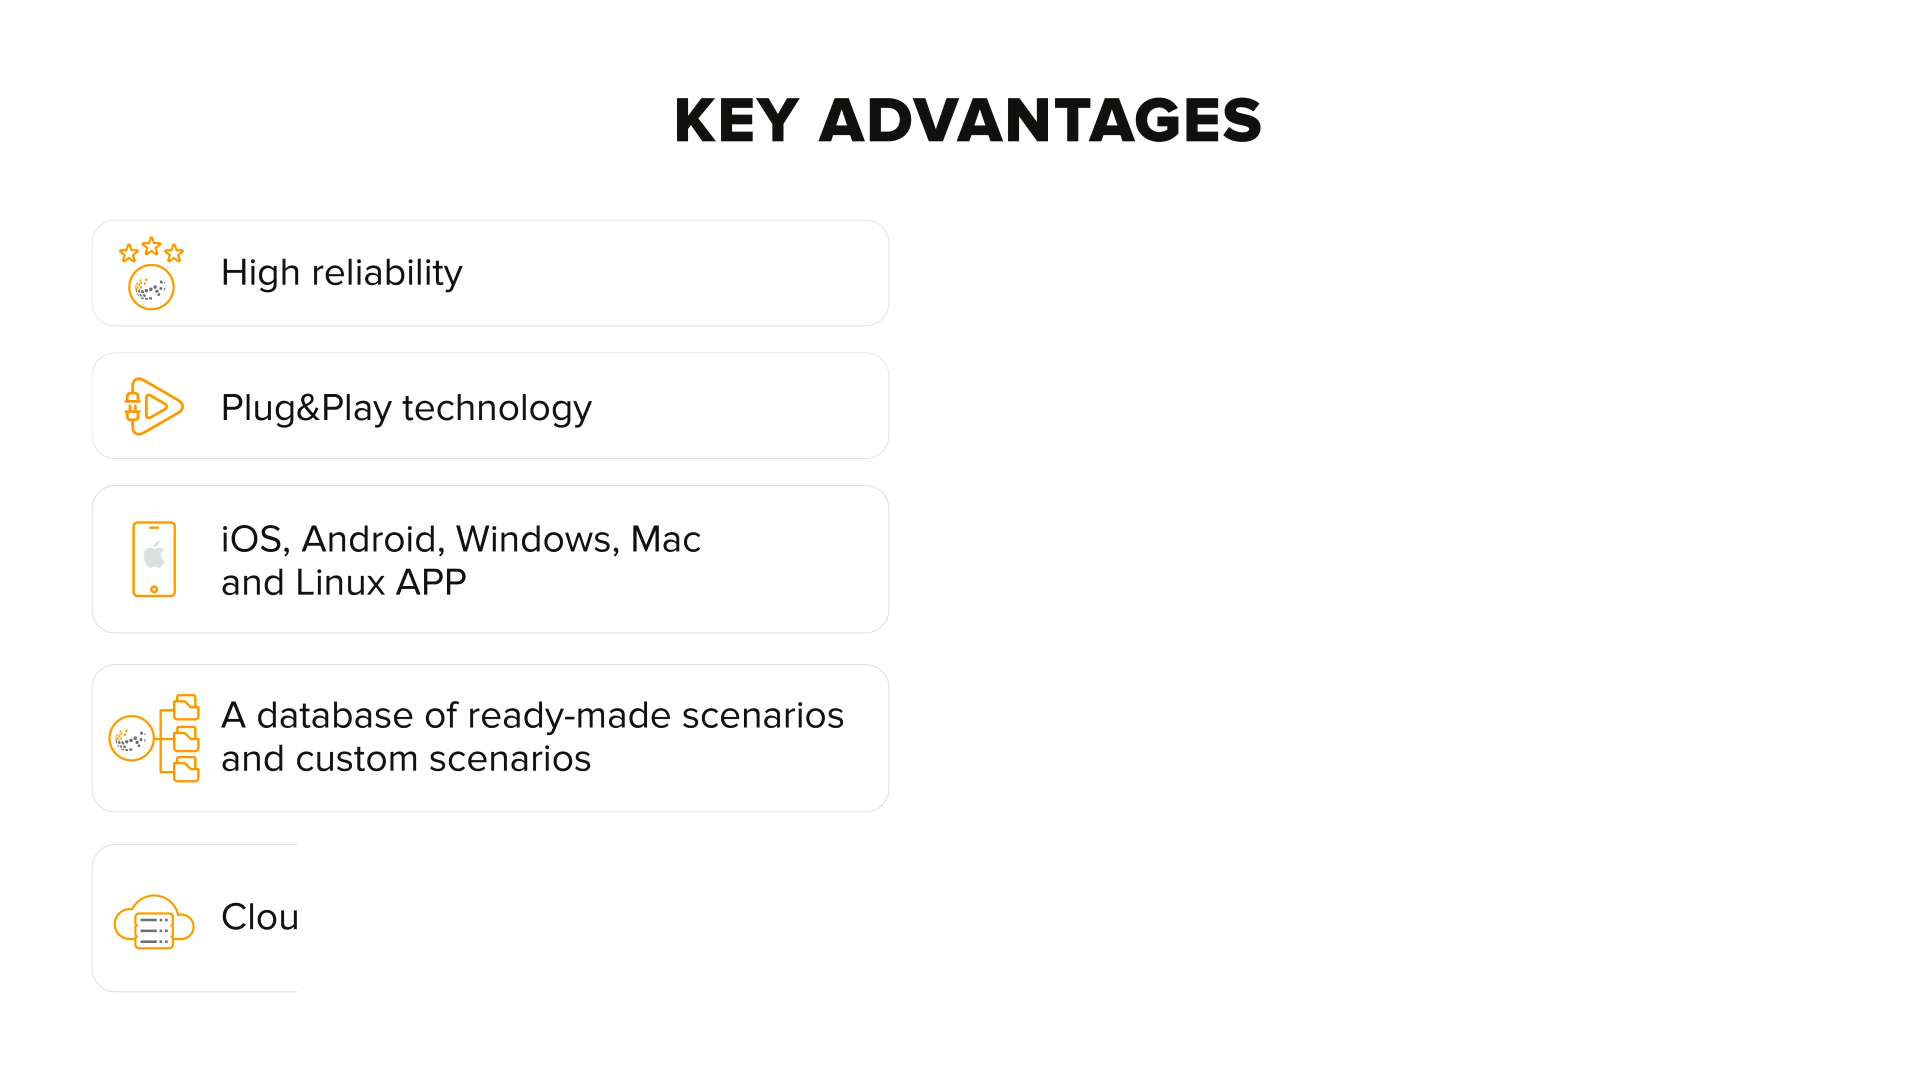 KEY ADVANTAGES
High reliability
Plug&Play technology
iOS, Android, Windows, Mac
and Linux APP
A database of ready-made scenarios
and custom scenarios
Clou